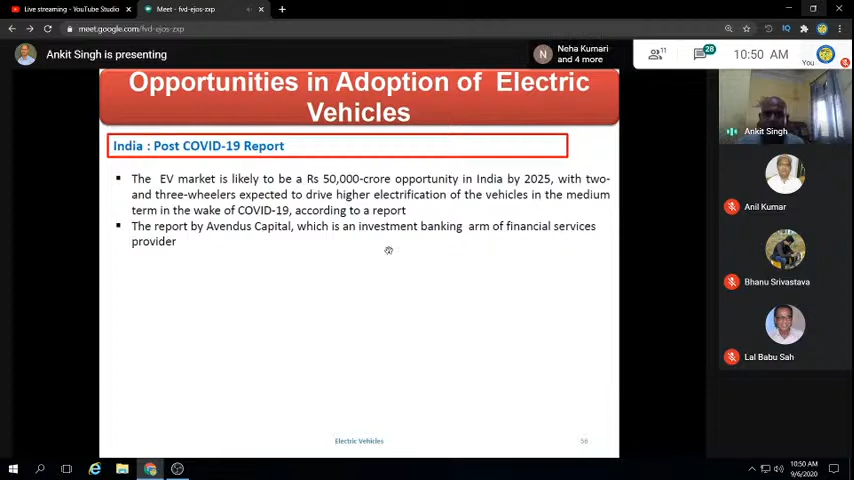 Live streaming - YouTube Studio
Meet - fvd-ejos-zxp
meet.google.com/fvd-ejos-zxp
Ankit Singh is presenting
N
Neha Kumari
and 4 more
11
28
10:50 AM
You
Opportunities in Adoption of Electric
Vehicles
India : Post COVID-19 Report
The EV market is likely to be a Rs 50,000-crore opportunity in India by 2025, with two-
and three-wheelers expected to drive higher electrification of the vehicles in the medium
term in the wake of COVID-19, according to a report
The report by Avendus Capital, which is an investment banking arm of financial services
provider
Electric Vehicles
56
Ankit Singh
Anil Kumar
Bhanu Srivastava
Lal Babu Sah
10:50 AM
9/6/2020